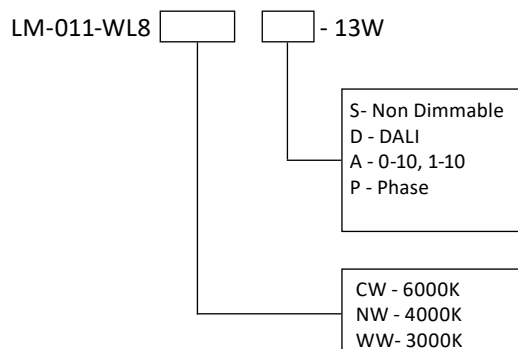 LM-011-WL8 - 13W
S- Non Dimmable
D - DALI
A - 0-10, 1-10
P - Phase
CW - 6000K
NW - 4000K
WW- 3000K